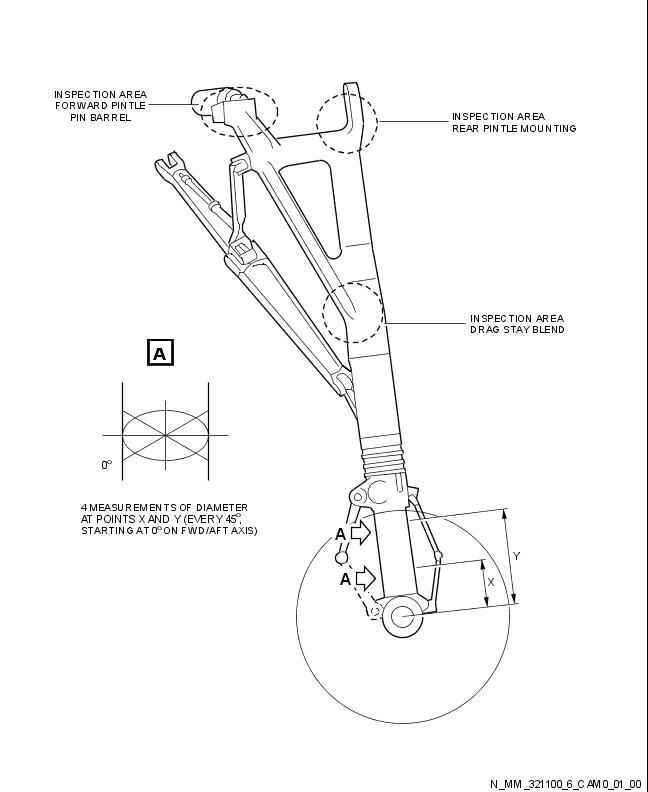 INSPECTION AREA
FORWARD PINTLE
PIN BARREL
INSPECTION AREA
REAR PINTLE MOUNTING
INSPECTION AREA
DRAG STAY BLEND
A
0°
4 MEASUREMENTS OF DIAMETER
AT POINTS X AND Y (EVERY 45°,
STARTING AT 0° ON FWD/AFT AXIS)
A
A
Y
X
N_MM_321100_6_CAM0_01_00